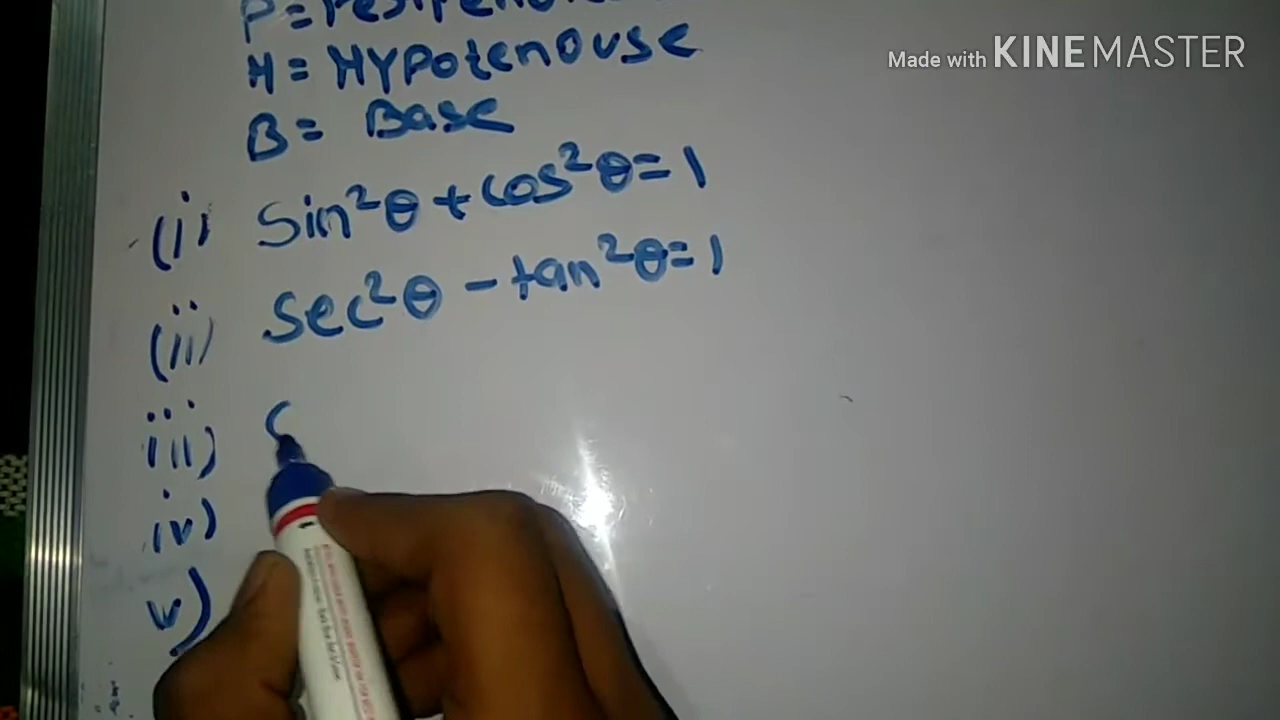 P=
H = HYPotenouse
B = Base
(i) Sin²θ + cos²θ = 1
(ii) Sec²θ - tan²θ = 1
iii)
iv)
v)
Made with KINEMASTER